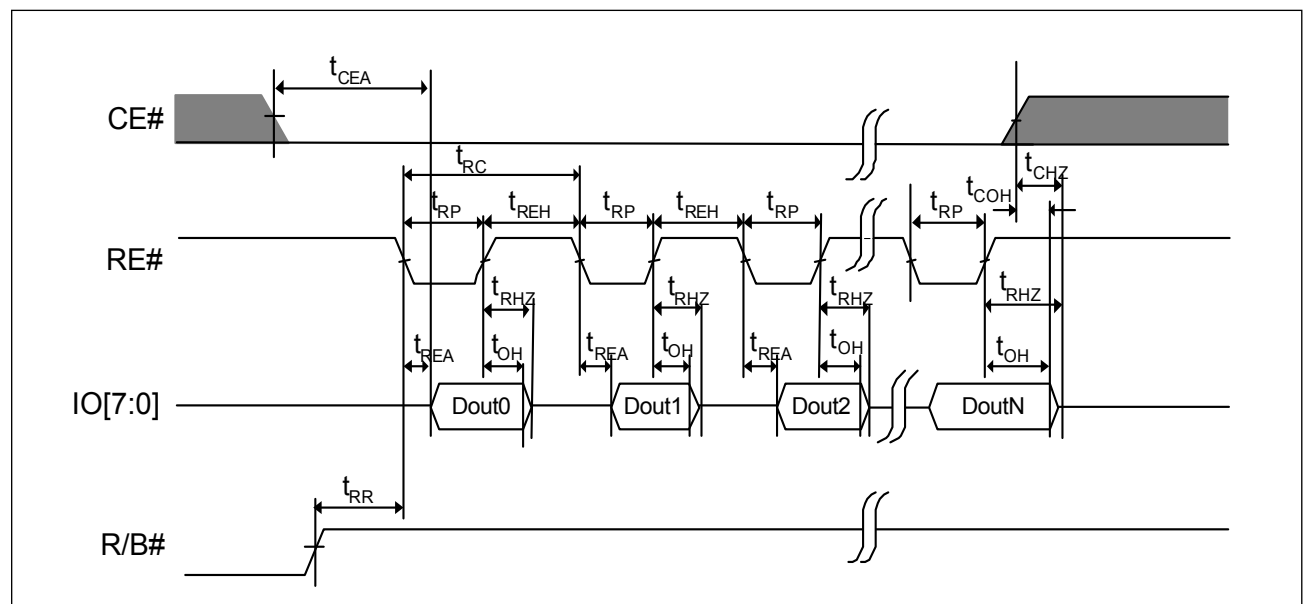 tCEA
CE#
tRC
tCHZ
tCOH
tRP tREH tRP tREH tRP tRP
RE#
tRHZ tRHZ tRHZ tRHZ
tREA tOH tREA tOH tREA tOH tOH
IO[7:0] Dout0 Dout1 Dout2 DoutN
tRR
R/B#